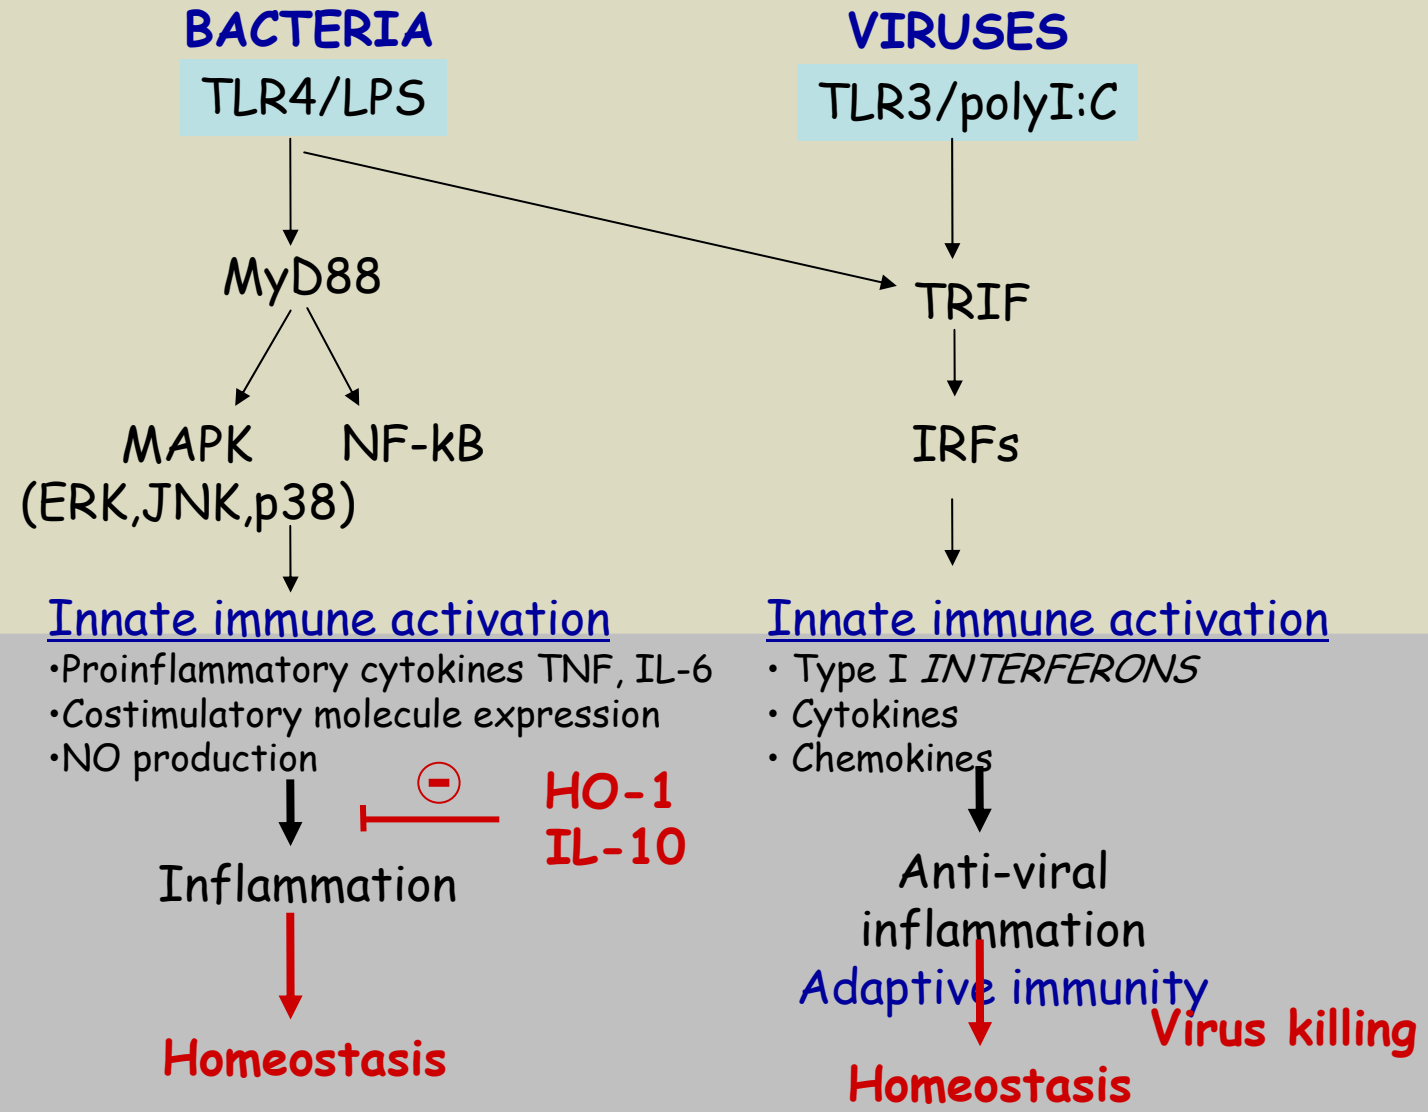 BACTERIA
TLR4/LPS
MyD88
MAPK
NF-kB
(ERK,JNK,p38)
Innate immune activation
•Proinflammatory cytokines TNF, IL-6
•Costimulatory molecule expression
•NO production
-
HO-1
IL-10
Inflammation
Homeostasis
VIRUSES
TLR3/polyI:C
TRIF
IRFs
Innate immune activation
• Type I INTERFERONS
• Cytokines
• Chemokines
Anti-viral
inflammation
Adaptive immunity
Virus killing
Homeostasis